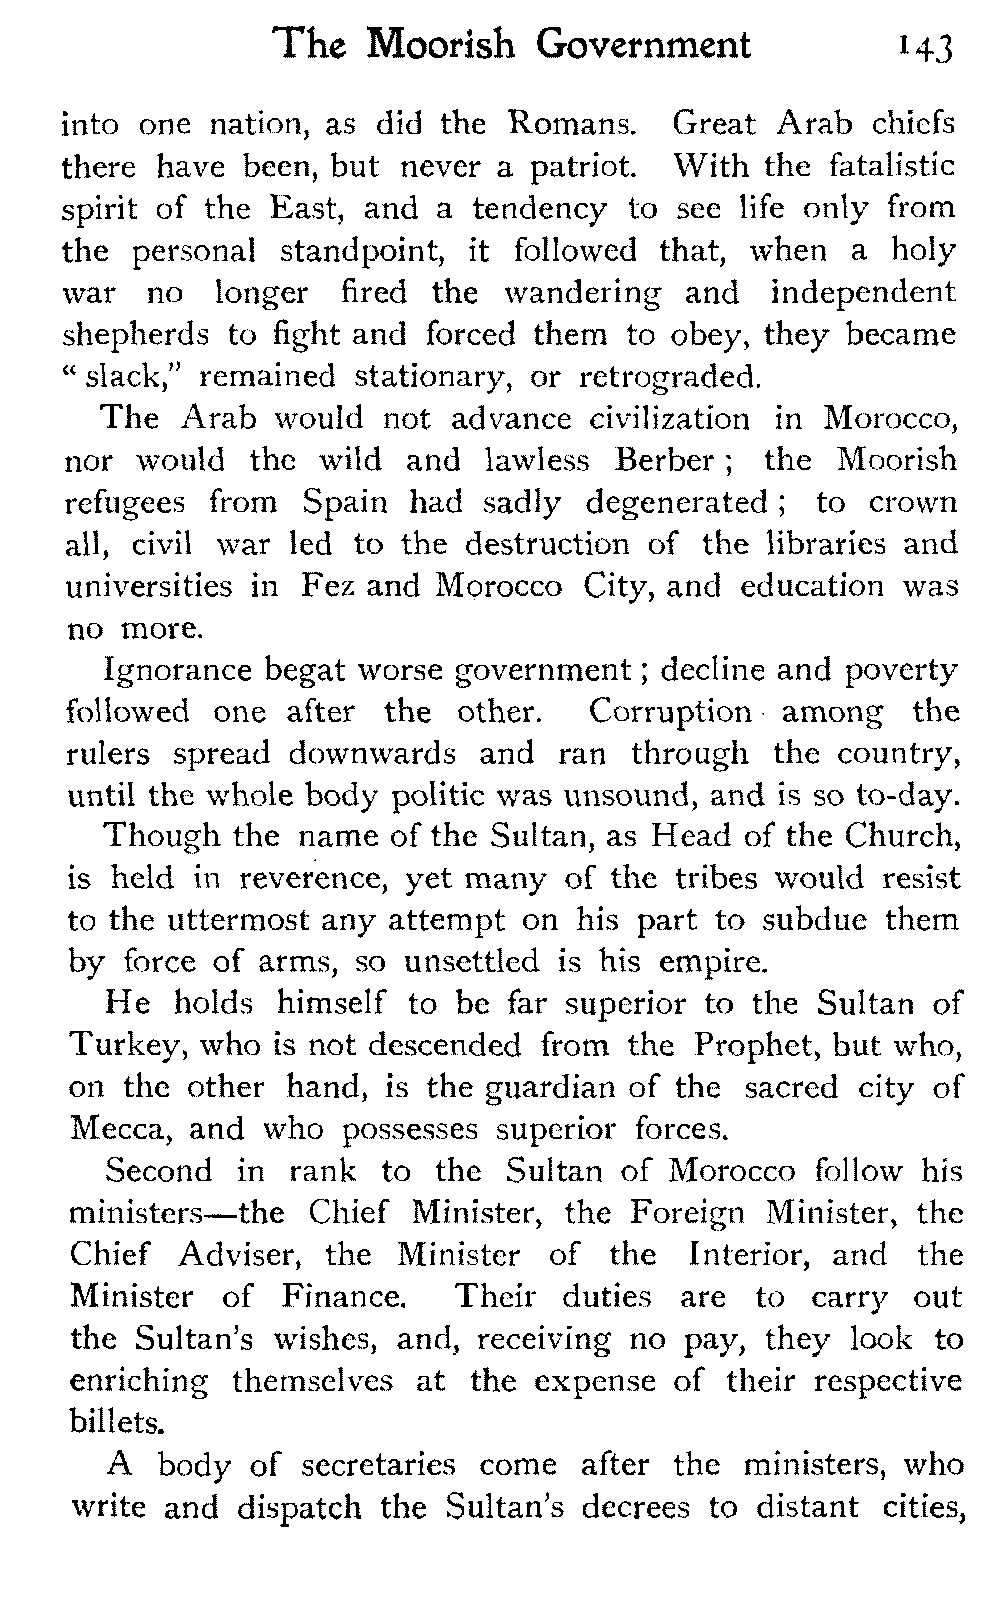 The Moorish Government 143
into one nation, as did the Romans. Great Arab chiefs
there have been, but never a patriot. With the fatalistic
spirit of the East, and a tendency to see life only from
the personal standpoint, it followed that, when a holy
war no longer fired the wandering and independent
shepherds to fight and forced them to obey, they became
“ slack,” remained stationary, or retrograded.
The Arab would not advance civilization in Morocco,
nor would the wild and lawless Berber ; the Moorish
refugees from Spain had sadly degenerated ; to crown
all, civil war led to the destruction of the libraries and
universities in Fez and Morocco City, and education was
no more.
Ignorance begat worse government ; decline and poverty
followed one after the other. Corruption among the
rulers spread downwards and ran through the country,
until the whole body politic was unsound, and is so to-day.
Though the name of the Sultan, as Head of the Church,
is held in reverence, yet many of the tribes would resist
to the uttermost any attempt on his part to subdue them
by force of arms, so unsettled is his empire.
He holds himself to be far superior to the Sultan of
Turkey, who is not descended from the Prophet, but who,
on the other hand, is the guardian of the sacred city of
Mecca, and who possesses superior forces.
Second in rank to the Sultan of Morocco follow his
ministers—the Chief Minister, the Foreign Minister, the
Chief Adviser, the Minister of the Interior, and the
Minister of Finance. Their duties are to carry out
the Sultan's wishes, and, receiving no pay, they look to
enriching themselves at the expense of their respective
billets.
A body of secretaries come after the ministers, who
write and dispatch the Sultan's decrees to distant cities,